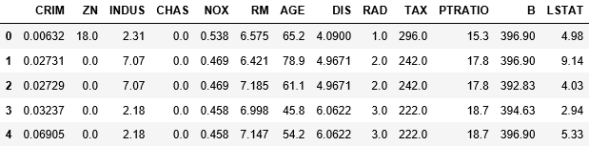 CRIM ZN INDUS CHAS NOX RM AGE DIS RAD TAX PTRATIO B LSTAT
0 0.00632 18.0 2.31 0.0 0.538 6.575 65.2 4.0900 1.0 296.0 15.3 396.90 4.98
1 0.02731 0.0 7.07 0.0 0.469 6.421 78.9 4.9671 2.0 242.0 17.8 396.90 9.14
2 0.02729 0.0 7.07 0.0 0.469 7.185 61.1 4.9671 2.0 242.0 17.8 392.83 4.03
3 0.03237 0.0 2.18 0.0 0.458 6.998 45.8 6.0622 3.0 222.0 18.7 394.63 2.94
4 0.06905 0.0 2.18 0.0 0.458 7.147 54.2 6.0622 3.0 222.0 18.7 396.90 5.33